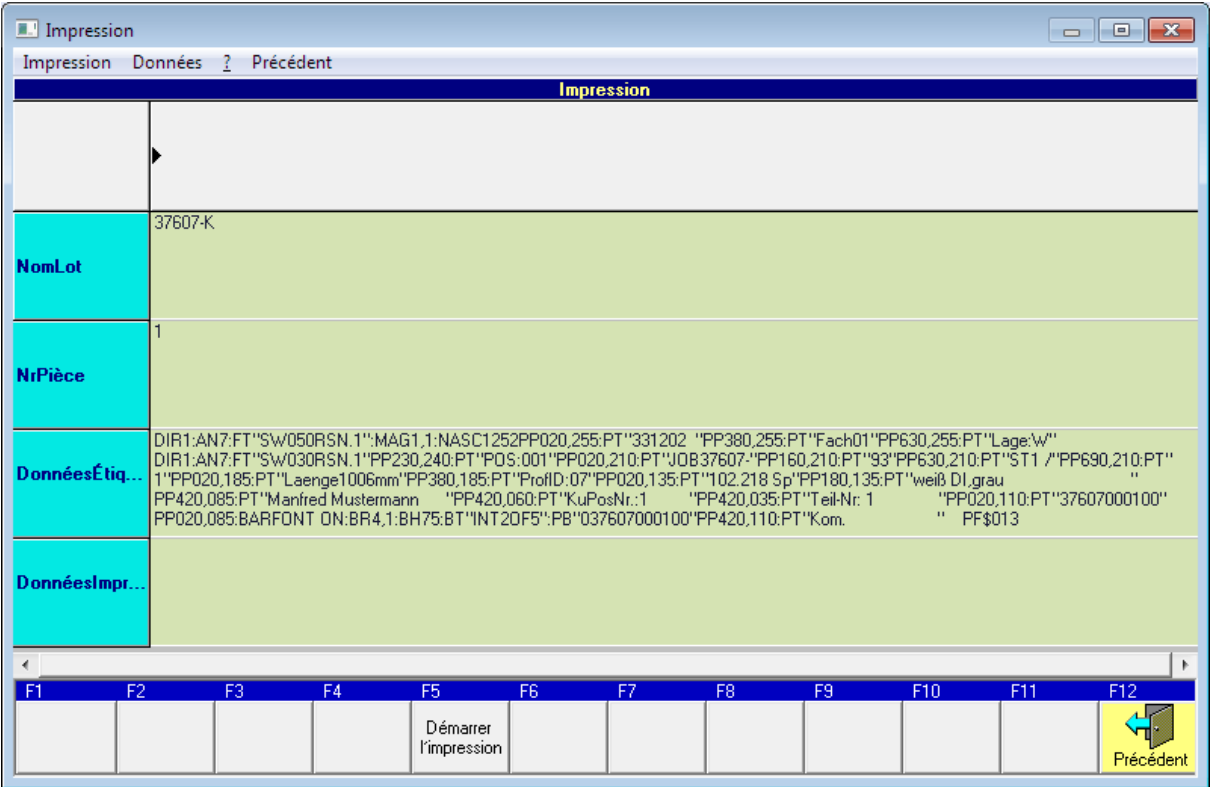 Impression
Impression Données ? Précédent
Impression
NomLot
37607-K
NrPièce
1
DonnéesÉtiq...
DIR1:AN7:FT"SW050RSN.1":MAG1,1:NASC1252PP020,255:PT"331202 "PP380,255:PT"Fach01"PP630,255:PT"Lage:W"
DIR1:AN7:FT"SW030RSN.1"PP230,240:PT"POS:001"PP020,210:PT"JOB37607-"PP160,210:PT"93"PP630,210:PT"ST1 /"PP690,210:PT"
1"PP020,185:PT"Laenge1006mm"PP380,185:PT"ProfID:07"PP020,135:PT"102.218 Sp"PP180,135:PT"weiß DI,grau "
PP420,085:PT"Manfred Mustermann "PP420,060:PT"KuPosNr.:1 "PP420,035:PT"Teil-Nr: 1 "PP020,110:PT"37607000100"
PP020,085:BARFONT ON:BR4,1:BH75:BT"INT2OF5":PB"037607000100"PP420,110:PT"Kom. " PF$013
DonnéesImpr...
F1 F2 F3 F4 F5 F6 F7 F8 F9 F10 F11 F12
Démarrer
l'impression
Précédent